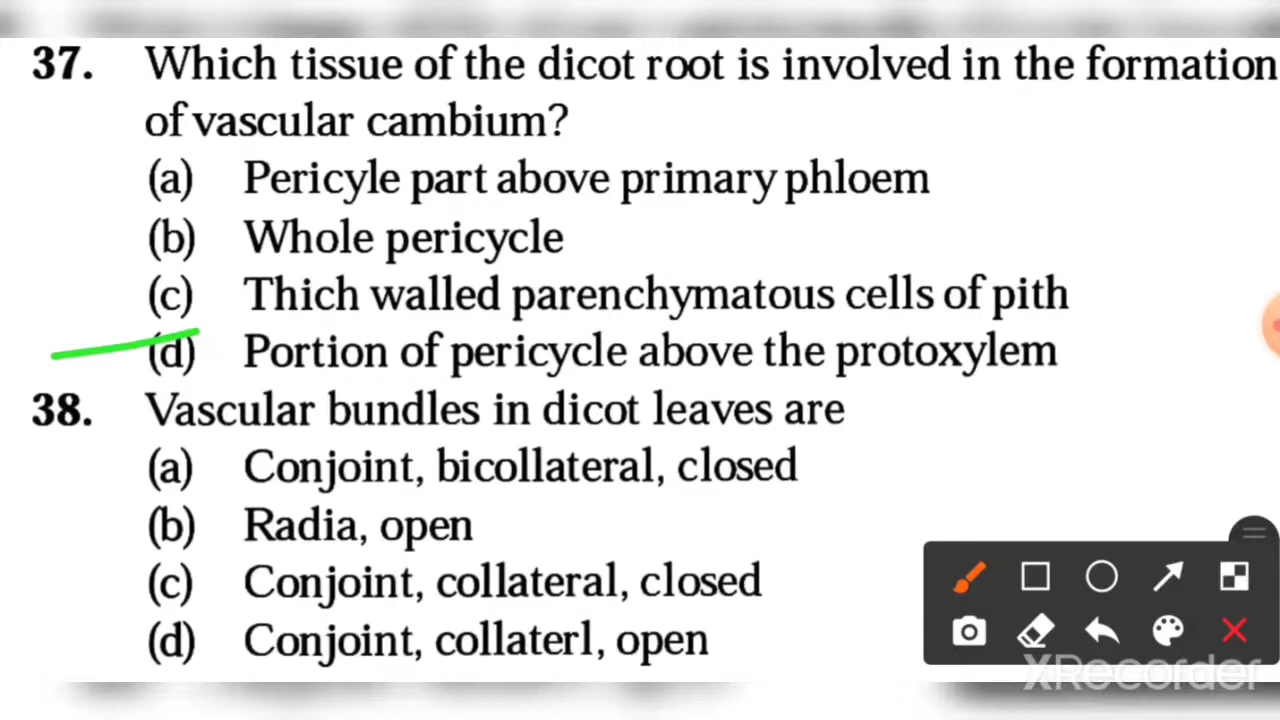 37. Which tissue of the dicot root is involved in the formation
of vascular cambium?
(a) Pericyle part above primary phloem
(b) Whole pericycle
(c) Thich walled parenchymatous cells of pith
(d) Portion of pericycle above the protoxylem
38. Vascular bundles in dicot leaves are
(a) Conjoint, bicollateral, closed
(b) Radia, open
(c) Conjoint, collateral, closed
(d) Conjoint, collaterl, open
XRecorder